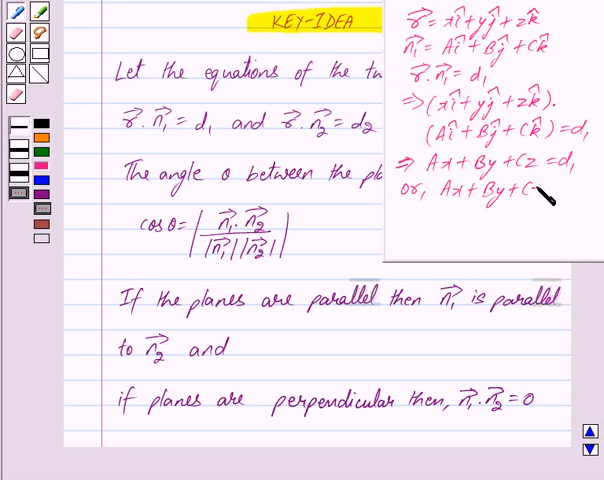 KEY-IDEA
Let the equations of the
r⃗.n⃗₁ = d₁ and r⃗.n⃗₂ = d₂
The angle θ between the
cosθ = | n⃗₁.n⃗₂ / |n⃗₁||n⃗₂| |
If the planes are parallel then n⃗₁ is parallel
to n⃗₂ and
if planes are perpendicular then, n⃗₁.n⃗₂ = 0
r⃗ = xî + yĵ + zk̂
n⃗₁ = Aî + Bĵ + Ck̂
r⃗.n⃗₁ = d₁
⇒ (xî + yĵ + zk̂).
(Aî + Bĵ + Ck̂) = d₁
⇒ Ax + By + Cz = d₁
or, Ax + By + C